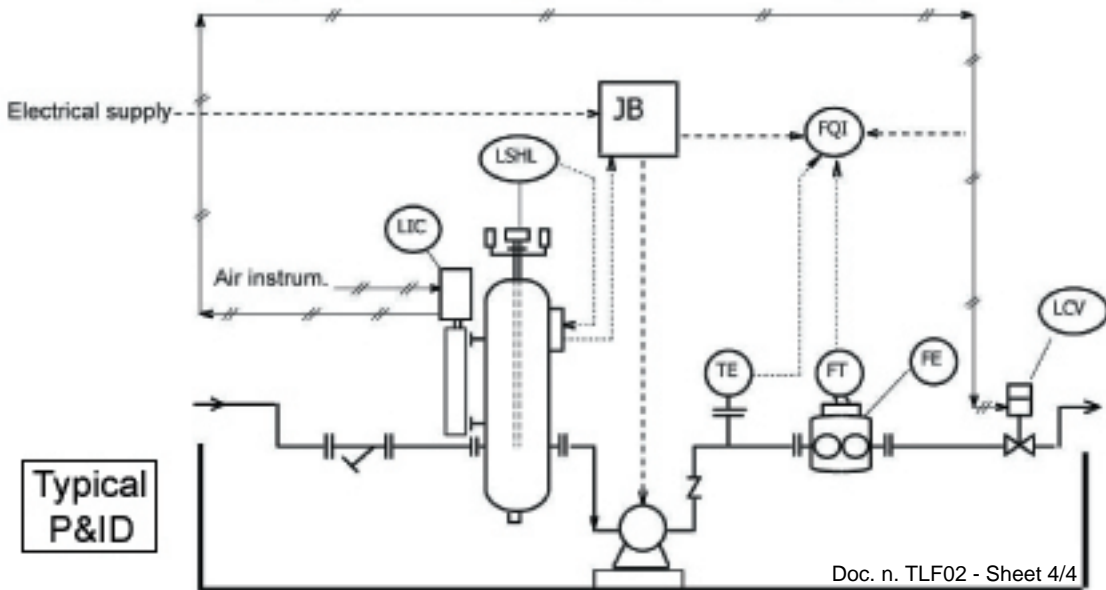 Electrical supply
JB
FQI
LSHL
LIC
Air instrum.
LCV
TE
FT
FE
Typical
P&ID
Doc. n. TLF02 - Sheet 4/4